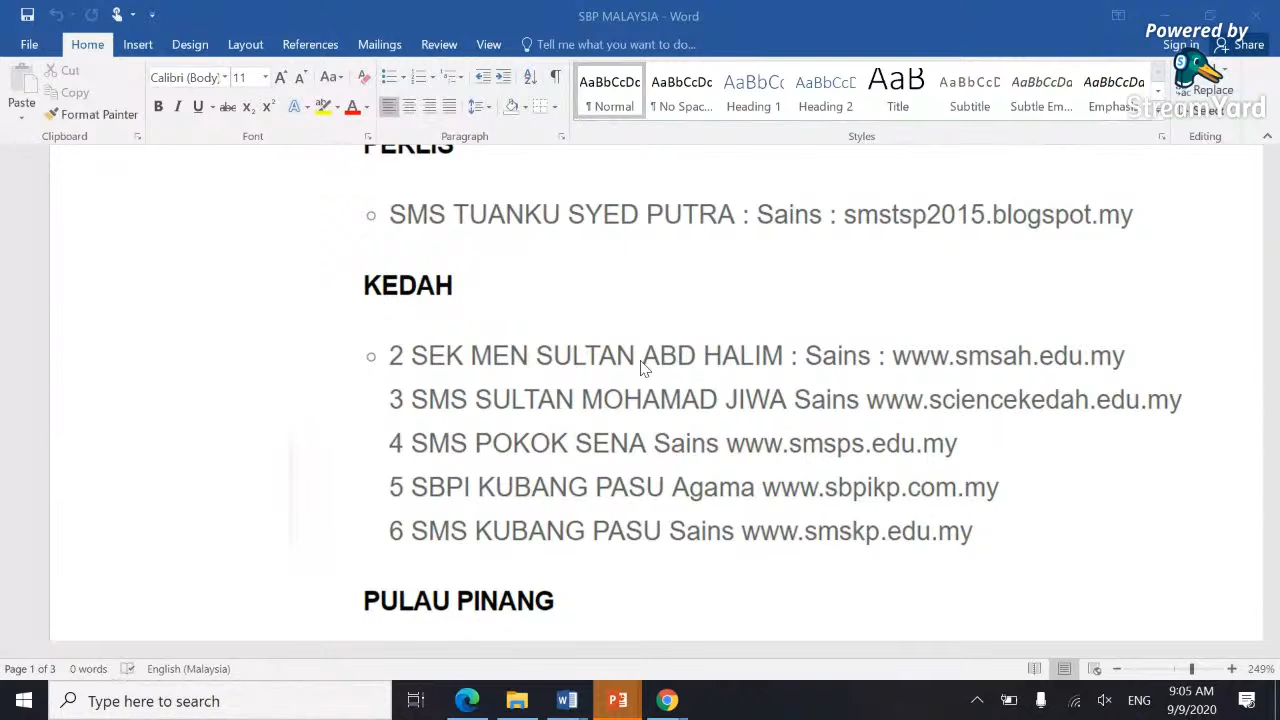 SBP MALAYSIA - Word
Powered by
File Home Insert Design Layout References Mailings Review View Tell me what you want to do... Sign in Share
StreamYard
Paste
Cut
Copy
Format Painter
Calibri (Body) 11
AaBbCcDc AaBbCcDc AaBbCc AaBbCcC AaB AaBbCcD AaBbCcDc AaBbCcDc
¶ Normal ¶ No Spac... Heading 1 Heading 2 Title Subtitle Subtle Em... Emphasis
Replace
Select
Clipboard Font Paragraph Styles Editing
PERLIS
SMS TUANKU SYED PUTRA : Sains : smstsp2015.blogspot.my
KEDAH
2 SEK MEN SULTAN ABD HALIM : Sains : www.smsah.edu.my
3 SMS SULTAN MOHAMAD JIWA Sains www.sciencekedah.edu.my
4 SMS POKOK SENA Sains www.smsps.edu.my
5 SBPI KUBANG PASU Agama www.sbpikp.com.my
6 SMS KUBANG PASU Sains www.smskp.edu.my
PULAU PINANG
Page 1 of 3 0 words English (Malaysia) 249%
Type here to search
ENG
9:05 AM
9/9/2020